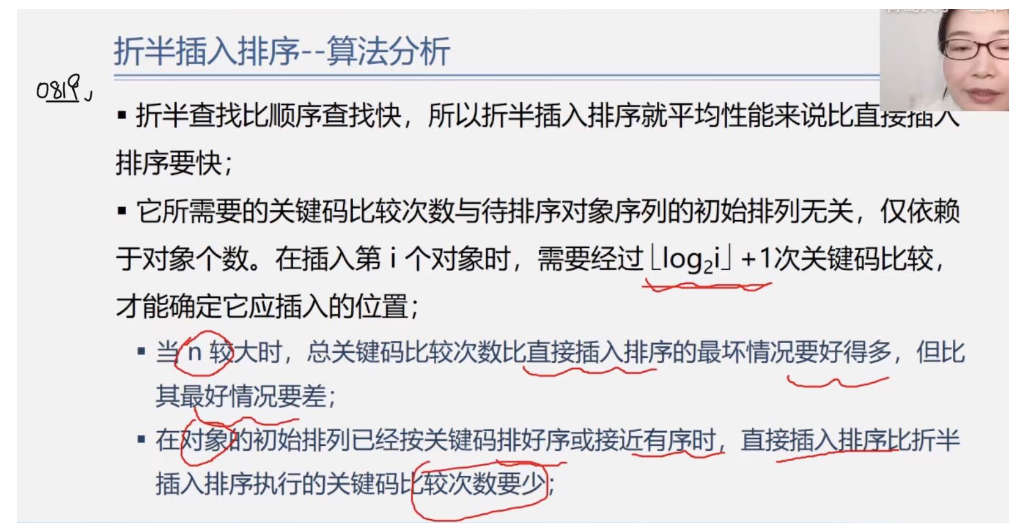 折半插入排序--算法分析
▪ 折半查找比顺序查找快，所以折半插入排序就平均性能来说比直接插入
排序要快；
▪ 它所需要的关键码比较次数与待排序对象序列的初始排列无关，仅依赖
于对象个数。在插入第 i 个对象时，需要经过 ⌊log₂i⌋ +1次关键码比较，
才能确定它应插入的位置；
▪ 当 n 较大时，总关键码比较次数比直接插入排序的最坏情况要好得多，但比
其最好情况要差；
▪ 在对象的初始排列已经按关键码排好序或接近有序时，直接插入排序比折半
插入排序执行的关键码比较次数要少；